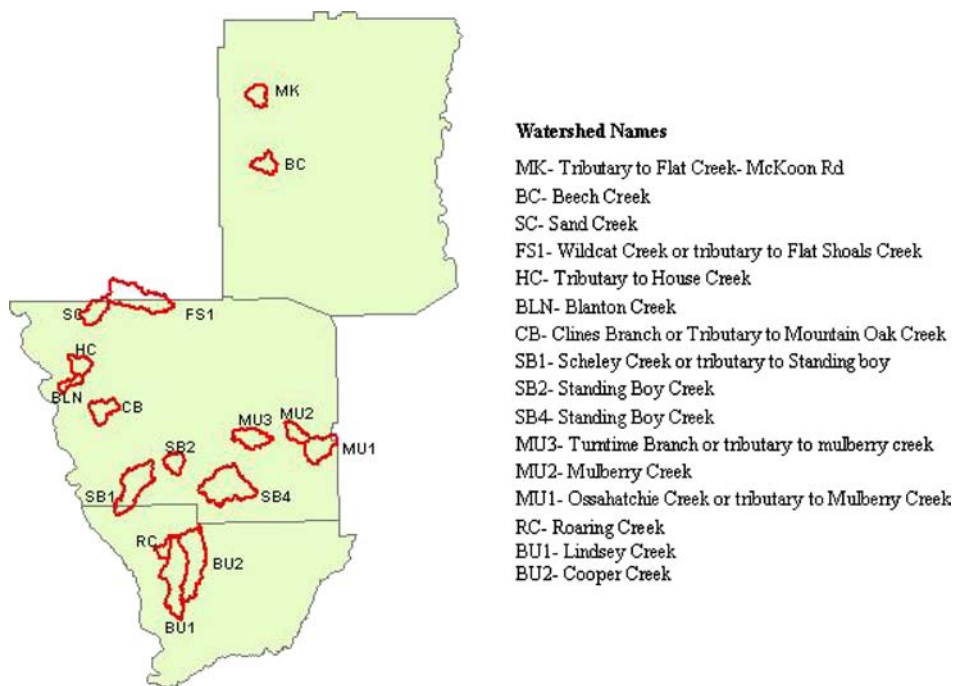 MK
BC
SC
FS1
HC
BLN
CB
MU3
MU2
MU1
SB2
SB1
SB4
RC
BU2
BU1
Watershed Names
MK- Tributary to Flat Creek- McKoon Rd
BC- Beech Creek
SC- Sand Creek
FS1- Wildcat Creek or tributary to Flat Shoals Creek
HC- Tributary to House Creek
BLN- Blanton Creek
CB- Clines Branch or Tributary to Mountain Oak Creek
SB1- Scheley Creek or tributary to Standing boy
SB2- Standing Boy Creek
SB4- Standing Boy Creek
MU3- Turntime Branch or tributary to mulberry creek
MU2- Mulberry Creek
MU1- Ossahatchie Creek or tributary to Mulberry Creek
RC- Roaring Creek
BU1- Lindsey Creek
BU2- Cooper Creek